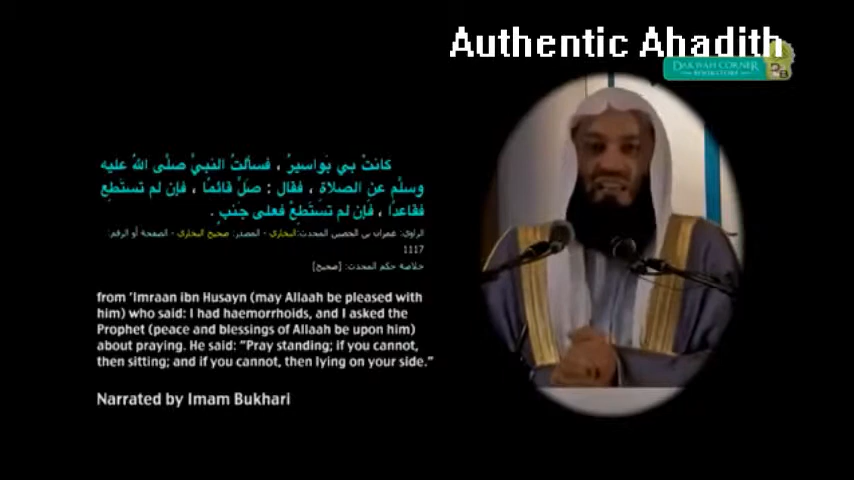 Authentic Ahadith
DAKWAH CORNER
BOOKSTORE
كانتْ بي بَواسيرُ ، فسألتُ النبيَّ صلَّى اللهُ عليه
وسلَّم عنِ الصلاةِ ، فقال : صَلِّ قائمًا ، فإن لم تستَطِع
فقاعدًا ، فإن لم تَستَطِعْ فعلى جَنبٍ .
الراوي: عمران بن الحصين المحدث:البخاري - المصدر: صحيح البخاري - الصفحة أو الرقم:
1117
خلاصة حكم المحدث: [صحيح]
from 'Imraan ibn Husayn (may Allaah be pleased with
him) who said: I had haemorrhoids, and I asked the
Prophet (peace and blessings of Allaah be upon him)
about praying. He said: "Pray standing; if you cannot,
then sitting; and if you cannot, then lying on your side."
Narrated by Imam Bukhari